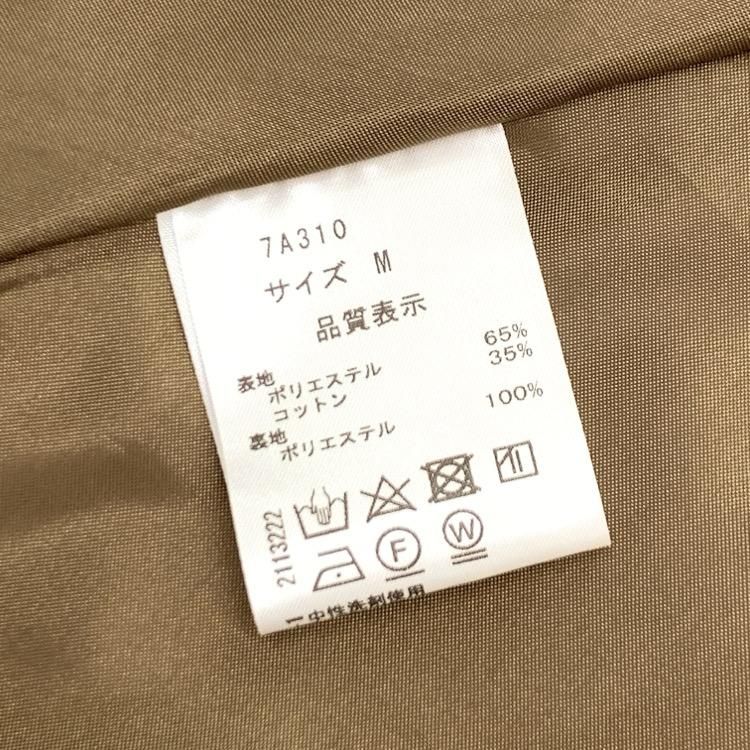 7A310
サイズ M
品質表示
表地
ポリエステル 65%
コットン 35%
裏地
ポリエステル 100%
2113222
F
W
中性洗剤使用